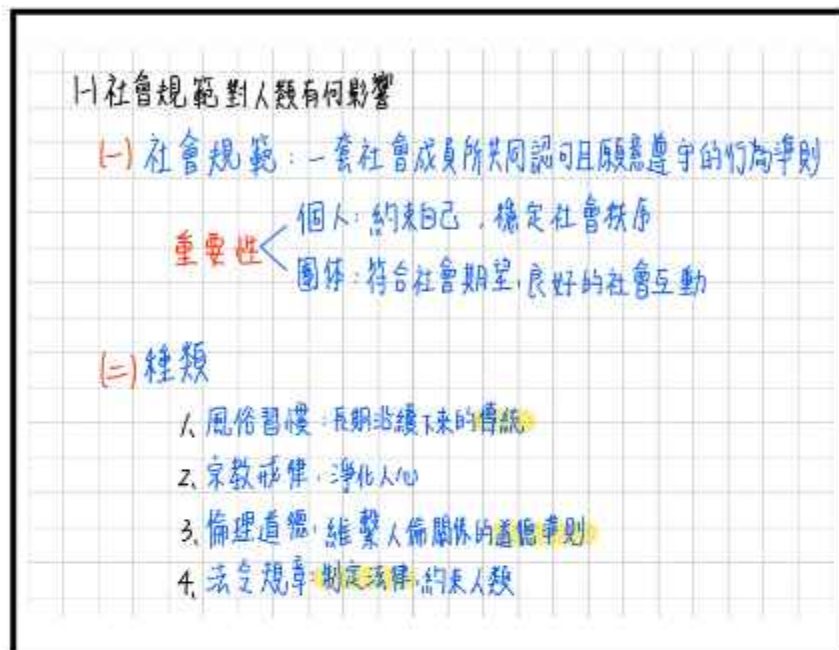 1-1 社會規範對人類有何影響
(一) 社會規範：一套社會成員所共同認可且願意遵守的行為準則
重要性
個人：約束自己，穩定社會秩序
團体：符合社會期望，良好的社會互動
(二) 種類
1、風俗習慣：長期沿續下來的傳統
2、宗教戒律：淨化人心
3、倫理道德：維繫人倫關係的道德準則
4、法令規章：制定法律，約束人類